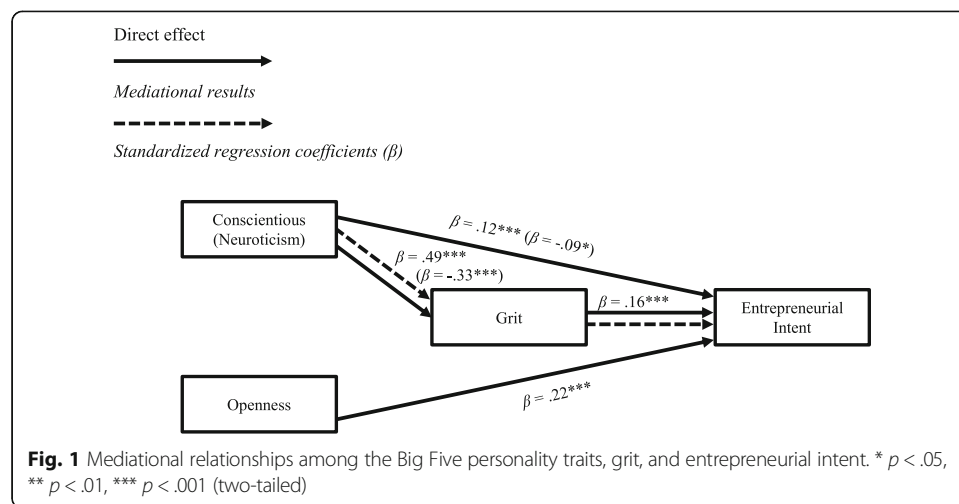 Direct effect
Mediational results
Standardized regression coefficients (β)
Conscientious
(Neuroticism)
β = .12*** (β = -.09*)
β = .49***
(β = -.33***)
Grit
β = .16***
Entrepreneurial
Intent
Openness
β = .22***
Fig. 1 Mediational relationships among the Big Five personality traits, grit, and entrepreneurial intent. * p < .05,
** p < .01, *** p < .001 (two-tailed)